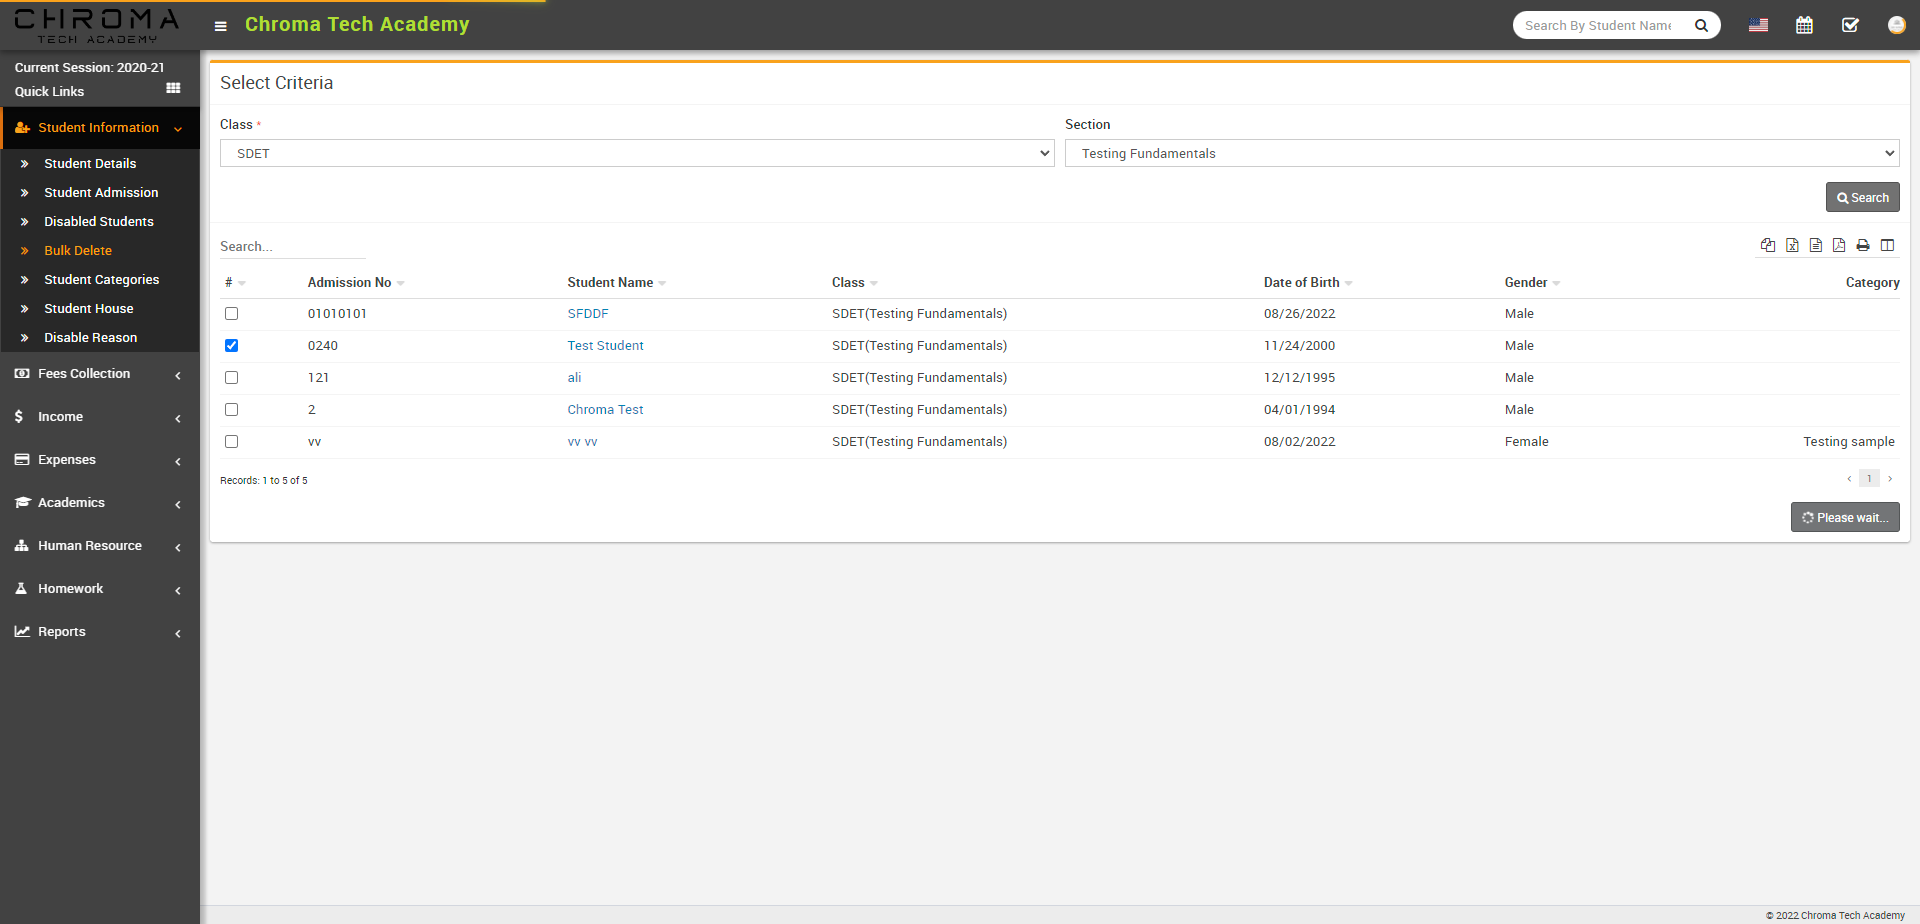 CHROMA
TECH ACADEMY
Chroma Tech Academy
Search By Student Name
Current Session: 2020-21
Quick Links
Student Information
Student Details
Student Admission
Disabled Students
Bulk Delete
Student Categories
Student House
Disable Reason
Fees Collection
Income
Expenses
Academics
Human Resource
Homework
Reports
Select Criteria
Class *
Section
SDET
Testing Fundamentals
Search
Search...
# Admission No Student Name Class Date of Birth Gender Category
01010101 SFDDF SDET(Testing Fundamentals) 08/26/2022 Male
0240 Test Student SDET(Testing Fundamentals) 11/24/2000 Male
121 ali SDET(Testing Fundamentals) 12/12/1995 Male
2 Chroma Test SDET(Testing Fundamentals) 04/01/1994 Male
vv vv vv SDET(Testing Fundamentals) 08/02/2022 Female Testing sample
Records: 1 to 5 of 5
1
Please wait...
© 2022 Chroma Tech Academy